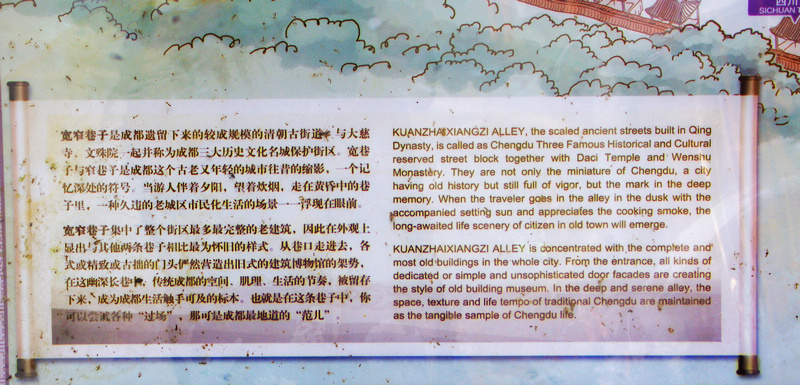 四川
SICHUAN T
宽窄巷子是成都遗留下来的较成规模的清朝古街道，与大慈
寺、文殊院一起并称为成都三大历史文化名城保护街区。宽巷
子与窄巷子是成都这个古老又年轻的城市往昔的缩影，一个记
忆深处的符号。当游人伴着夕阳，望着炊烟，走在黄昏中的巷
子里，一种久违的老城区市民化生活的场景一一浮现在眼前。
宽窄巷子集中了整个街区最多最完整的老建筑，因此在外观上
显出与其他两条巷子相比最为怀旧的样式。从巷口走进去，各
式或精致或古拙的门头俨然营造出旧式的建筑博物馆的架势，
在这幽深长巷中，传统成都的空间、肌理、生活的节奏，被留存
下来，成为成都生活触手可及的标本。也就是在这条巷子中，你
可以尝试各种“过场”，那可是成都最地道的“范儿”
KUANZHAIXIANGZI ALLEY, the scaled ancient streets built in Qing
Dynasty, is called as Chengdu Three Famous Historical and Cultural
reserved street block together with Daci Temple and Wenshu
Monastery. They are not only the miniature of Chengdu, a city
having old history but still full of vigor, but the mark in the deep
memory. When the traveler goes in the alley in the dusk with the
accompanied setting sun and appreciates the cooking smoke, the
long-awaited life scenery of citizen in old town will emerge.
KUANZHAIXIANGZI ALLEY is concentrated with the complete and
most old buildings in the whole city. From the entrance, all kinds of
dedicated or simple and unsophisticated door facades are creating
the style of old building museum. In the deep and serene alley, the
space, texture and life tempo of traditional Chengdu are maintained
as the tangible sample of Chengdu life.